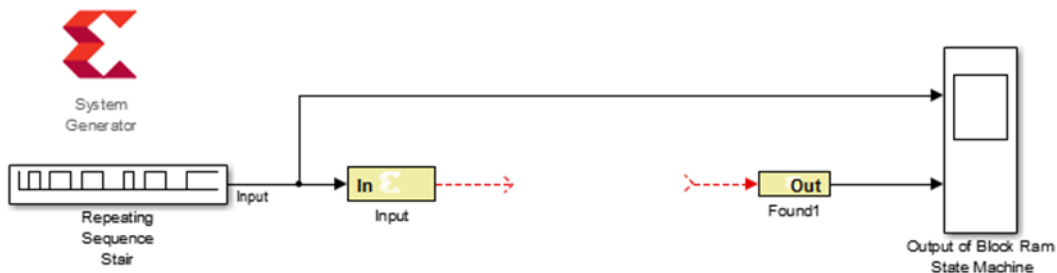 System
Generator
Input
In
Out
Input
Found1
Repeating
Sequence
Stair
Output of Block Ram
State Machine